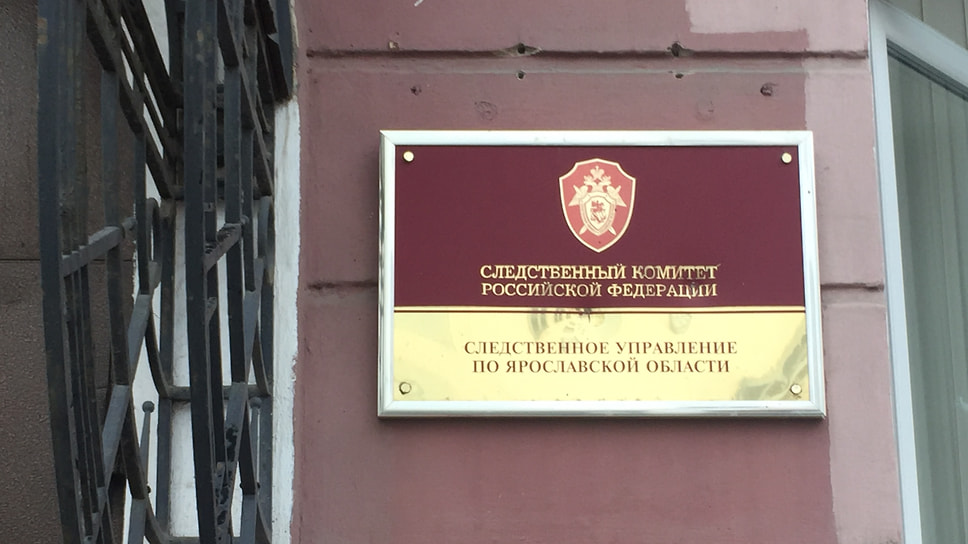 СЛЕДСТВЕННЫЙ КОМИТЕТ
РОССИЙСКОЙ ФЕДЕРАЦИИ
СЛЕДСТВЕННОЕ УПРАВЛЕНИЕ
ПО ЯРОСЛАВСКОЙ ОБЛАСТИ